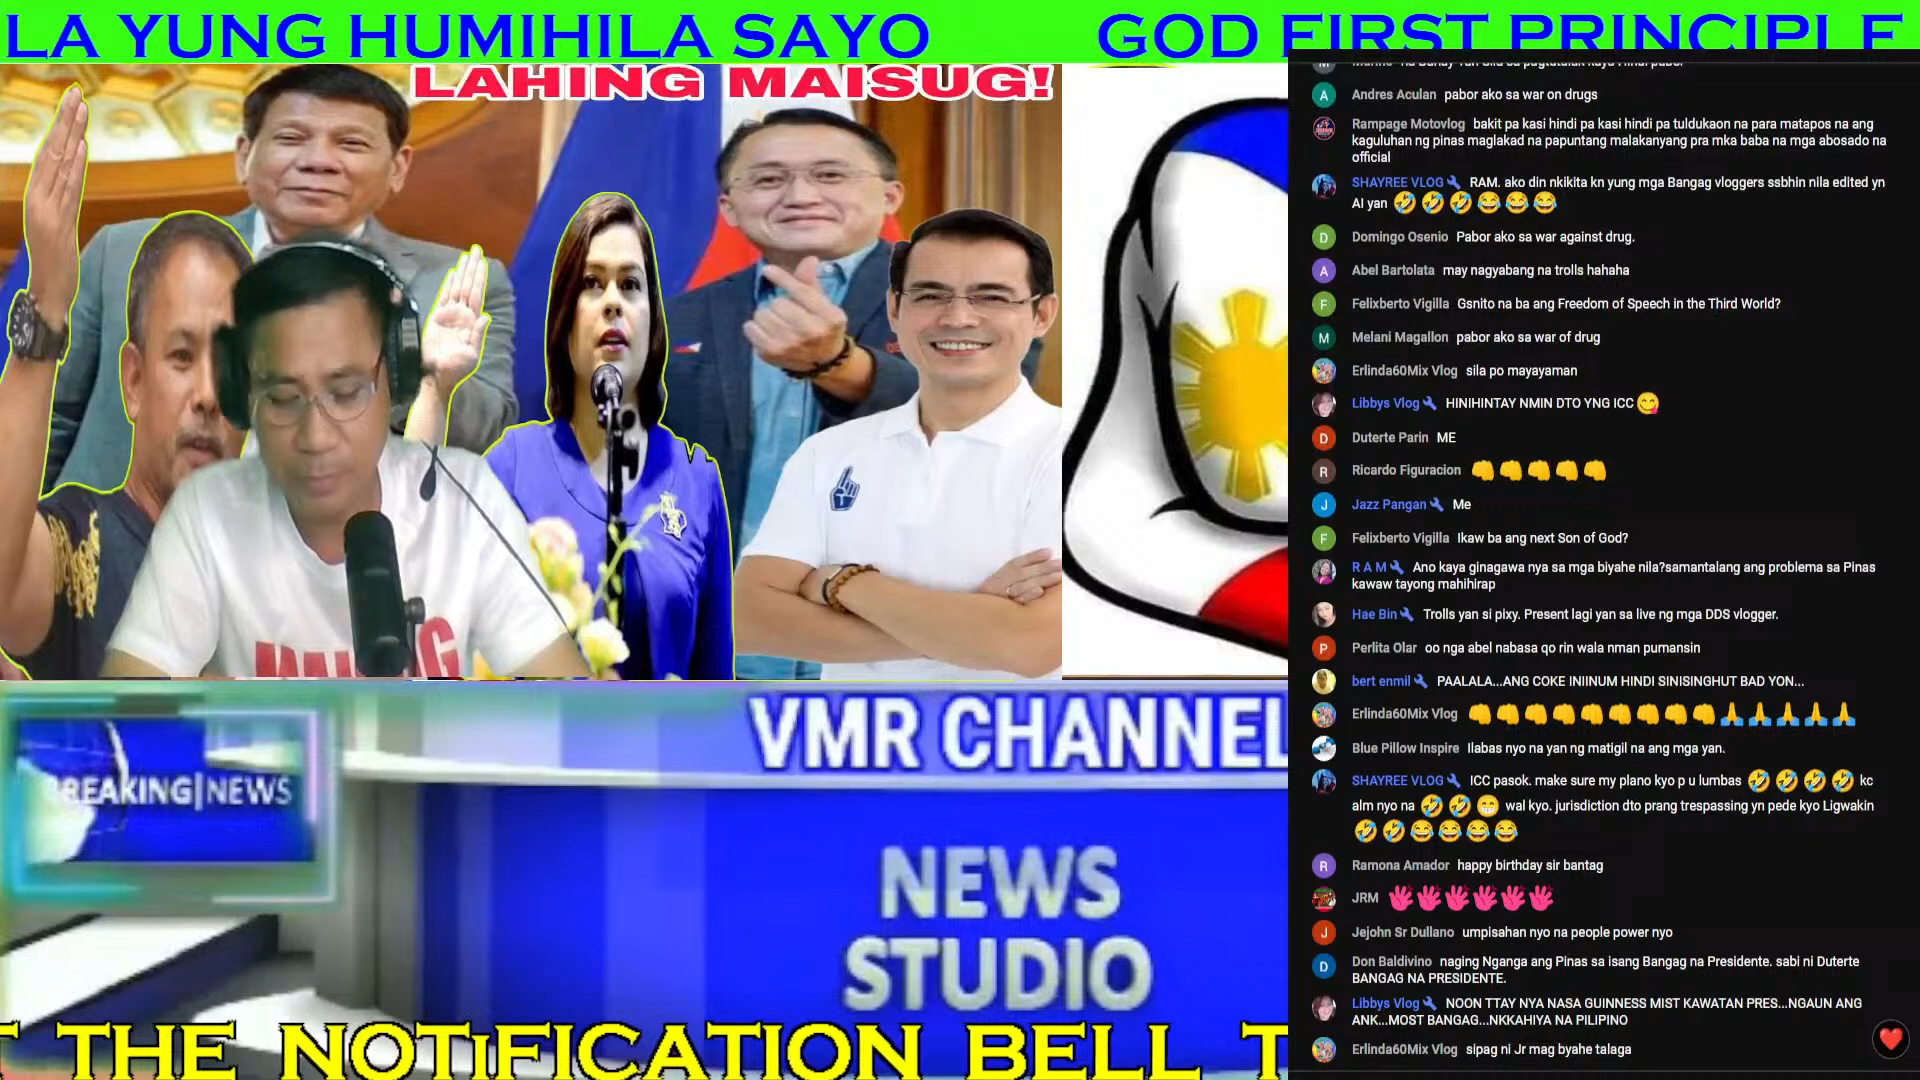 LA YUNG HUMIHILA SAYO GOD FIRST PRINCIPLE
LAHING MAISUG!
VMR CHANNEL
BREAKING|NEWS
NEWS
STUDIO
THE NOTIFICATION BELL T
Andres Aculan pabor ako sa war on drugs
Rampage Motovlog bakit pa kasi hindi pa kasi hindi pa tuldukaon na para matapos na ang
kaguluhan ng pinas maglakad na papuntang malakanyang pra mka baba na mga abosado na
official
SHAYREE VLOG RAM. ako din nkikita kn yung mga Bangag vloggers ssbhin nila edited yn
AI yan 🤣🤣🤣😂😂😂
D Domingo Osenio Pabor ako sa war against drug.
A Abel Bartolata may nagyabang na trolls hahaha
F Felixberto Vigilla Gsnito na ba ang Freedom of Speech in the Third World?
M Melani Magallon pabor ako sa war of drug
Erlinda60Mix Vlog sila po mayayaman
Libbys Vlog HINIHINTAY NMIN DTO YNG ICC 😋
D Duterte Parin ME
R Ricardo Figuracion 👊👊👊👊👊
J Jazz Pangan Me
F Felixberto Vigilla Ikaw ba ang next Son of God?
R A M Ano kaya ginagawa nya sa mga biyahe nila?samantalang ang problema sa Pinas
kawaw tayong mahihirap
Hae Bin Trolls yan si pixy. Present lagi yan sa live ng mga DDS vlogger.
P Perlita Olar oo nga abel nabasa qo rin wala nman pumansin
bert enmil PAALALA...ANG COKE INIINUM HINDI SINISINGHUT BAD YON...
Erlinda60Mix Vlog 👊👊👊👊👊👊👊👊👊🙏🙏🙏🙏🙏
Blue Pillow Inspire Ilabas nyo na yan ng matigil na ang mga yan.
SHAYREE VLOG ICC pasok. make sure my plano kyo p u lumbas 🤣🤣🤣🤣 kc
alm nyo na 🤣🤣😁 wal kyo. jurisdiction dto prang trespassing yn pede kyo Ligwakin
🤣🤣😂😂😂😂
R Ramona Amador happy birthday sir bantag
JRM
J Jejohn Sr Dullano umpisahan nyo na people power nyo
D Don Baldivino naging Nganga ang Pinas sa isang Bangag na Presidente. sabi ni Duterte
BANGAG NA PRESIDENTE.
Libbys Vlog NOON TTAY NYA NASA GUINNESS MIST KAWATAN PRES...NGAUN ANG
ANK...MOST BANGAG...NKKAHIYA NA PILIPINO
Erlinda60Mix Vlog sipag ni Jr mag byahe talaga